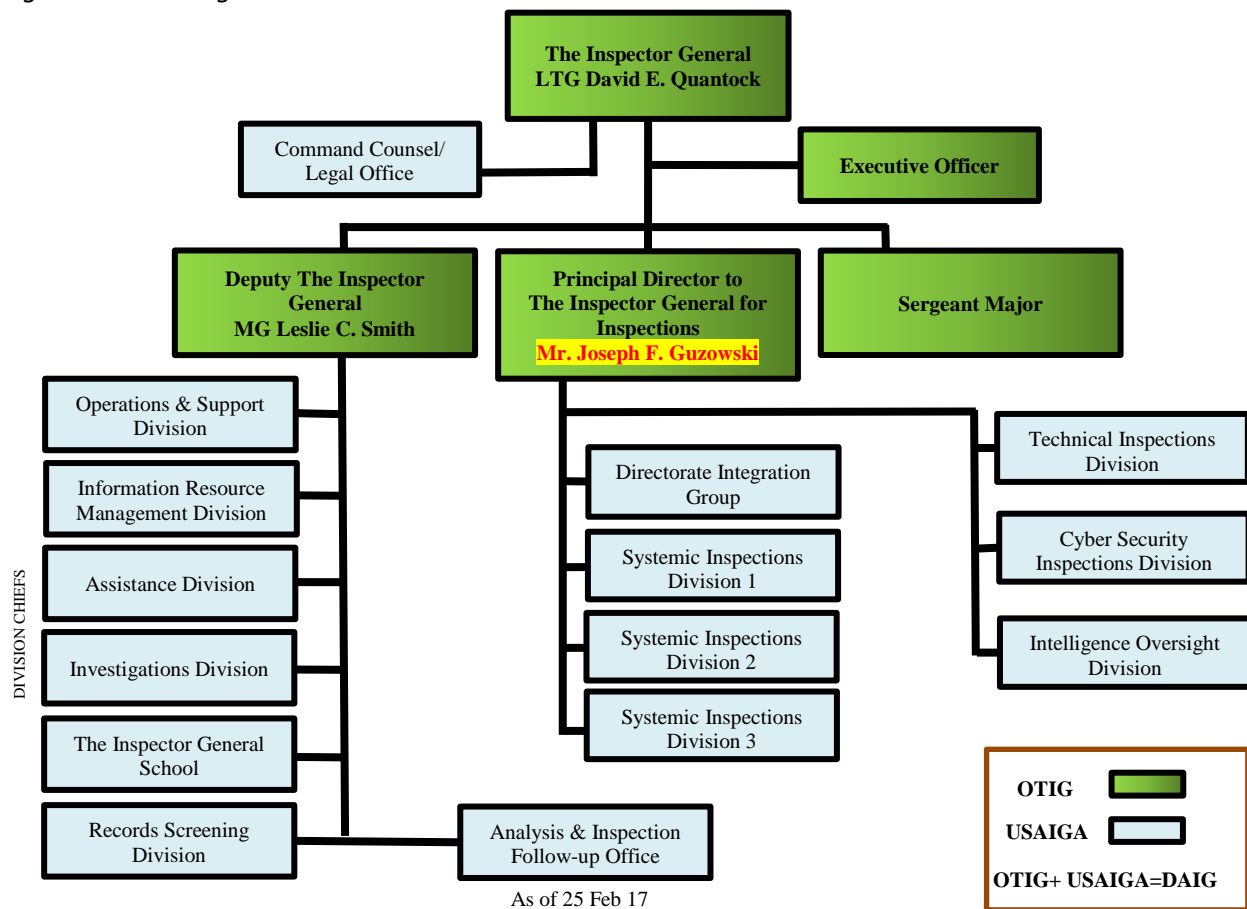 The Inspector General
LTG David E. Quantock
Command Counsel/
Legal Office
Executive Officer
Deputy The Inspector
General
MG Leslie C. Smith
Principal Director to
The Inspector General for
Inspections
Mr. Joseph F. Guzowski
Sergeant Major
DIVISION CHIEFS
Operations & Support
Division
Information Resource
Management Division
Assistance Division
Investigations Division
The Inspector General
School
Records Screening
Division
Analysis & Inspection
Follow-up Office
Directorate Integration
Group
Systemic Inspections
Division 1
Systemic Inspections
Division 2
Systemic Inspections
Division 3
Technical Inspections
Division
Cyber Security
Inspections Division
Intelligence Oversight
Division
OTIG
USAIGA
OTIG+ USAIGA=DAIG
As of 25 Feb 17